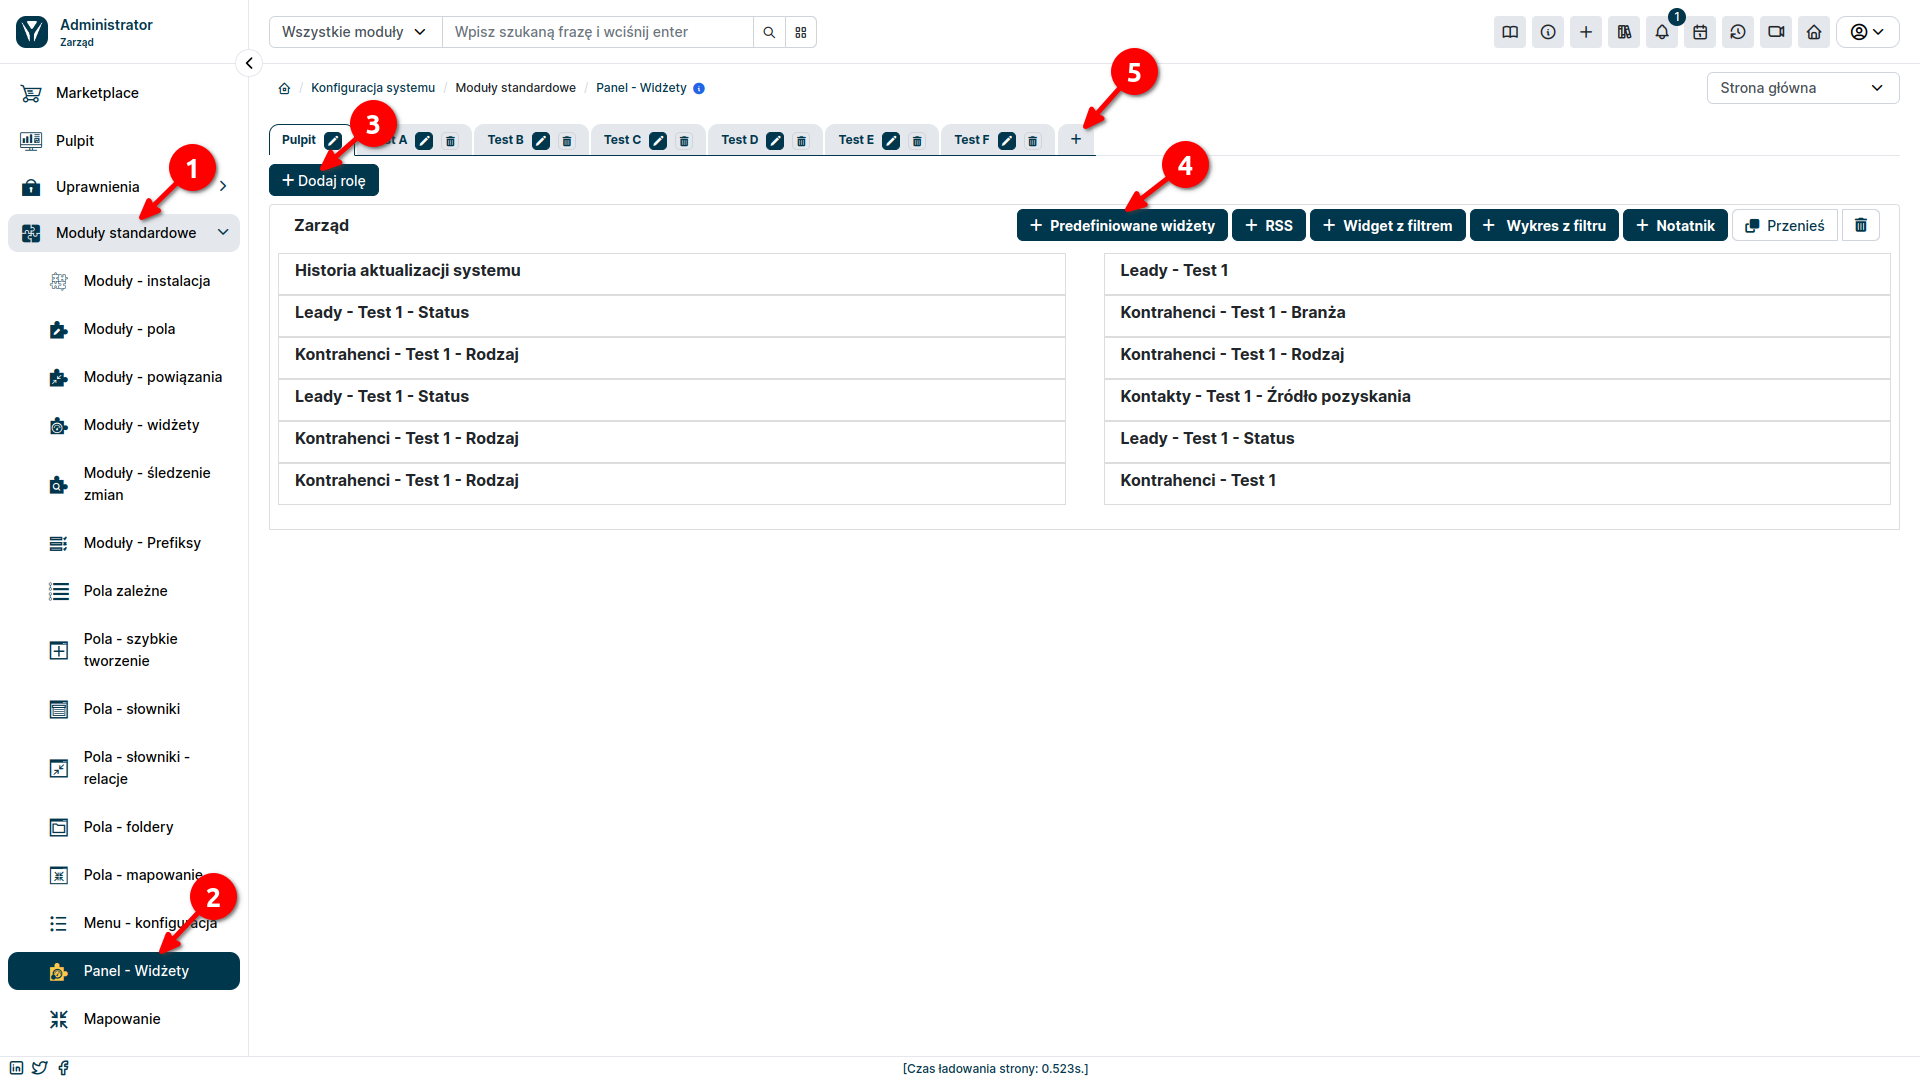 Administrator
Zarząd
Wszystkie moduły
Wpisz szukaną frazę i wciśnij enter
1
Marketplace
Pulpit
Uprawnienia
Moduły standardowe
Moduły - instalacja
Moduły - pola
Moduły - powiązania
Moduły - widżety
Moduły - śledzenie
zmian
Moduły - Prefiksy
Pola zależne
Pola - szybkie
tworzenie
Pola - słowniki
Pola - słowniki -
relacje
Pola - foldery
Pola - mapowanie
Menu - konfiguracja
Panel - Widżety
Mapowanie
1
2
/ Konfiguracja systemu / Moduły standardowe / Panel - Widżety
Strona główna
5
3
Pulpit
A
Test B
Test C
Test D
Test E
Test F
+
4
+ Dodaj rolę
Zarząd
+ Predefiniowane widżety
+ RSS
+ Widget z filtrem
+ Wykres z filtru
+ Notatnik
Przenieś
Historia aktualizacji systemu
Leady - Test 1 - Status
Kontrahenci - Test 1 - Rodzaj
Leady - Test 1 - Status
Kontrahenci - Test 1 - Rodzaj
Kontrahenci - Test 1 - Rodzaj
Leady - Test 1
Kontrahenci - Test 1 - Branża
Kontrahenci - Test 1 - Rodzaj
Kontakty - Test 1 - Źródło pozyskania
Leady - Test 1 - Status
Kontrahenci - Test 1
[Czas ładowania strony: 0.523s.]